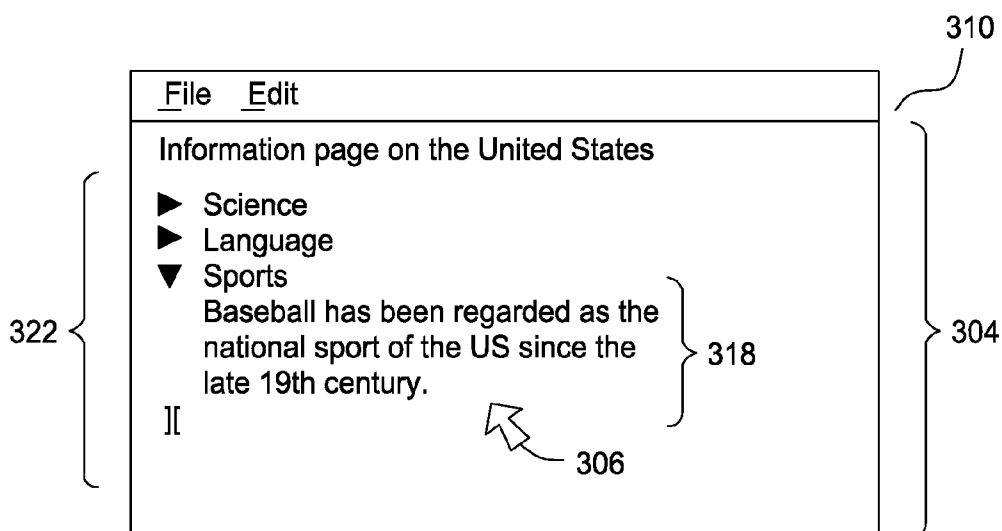 310
File Edit
Information page on the United States
Science
Language
Sports
Baseball has been regarded as the
national sport of the US since the
late 19th century.
322
318
304
306